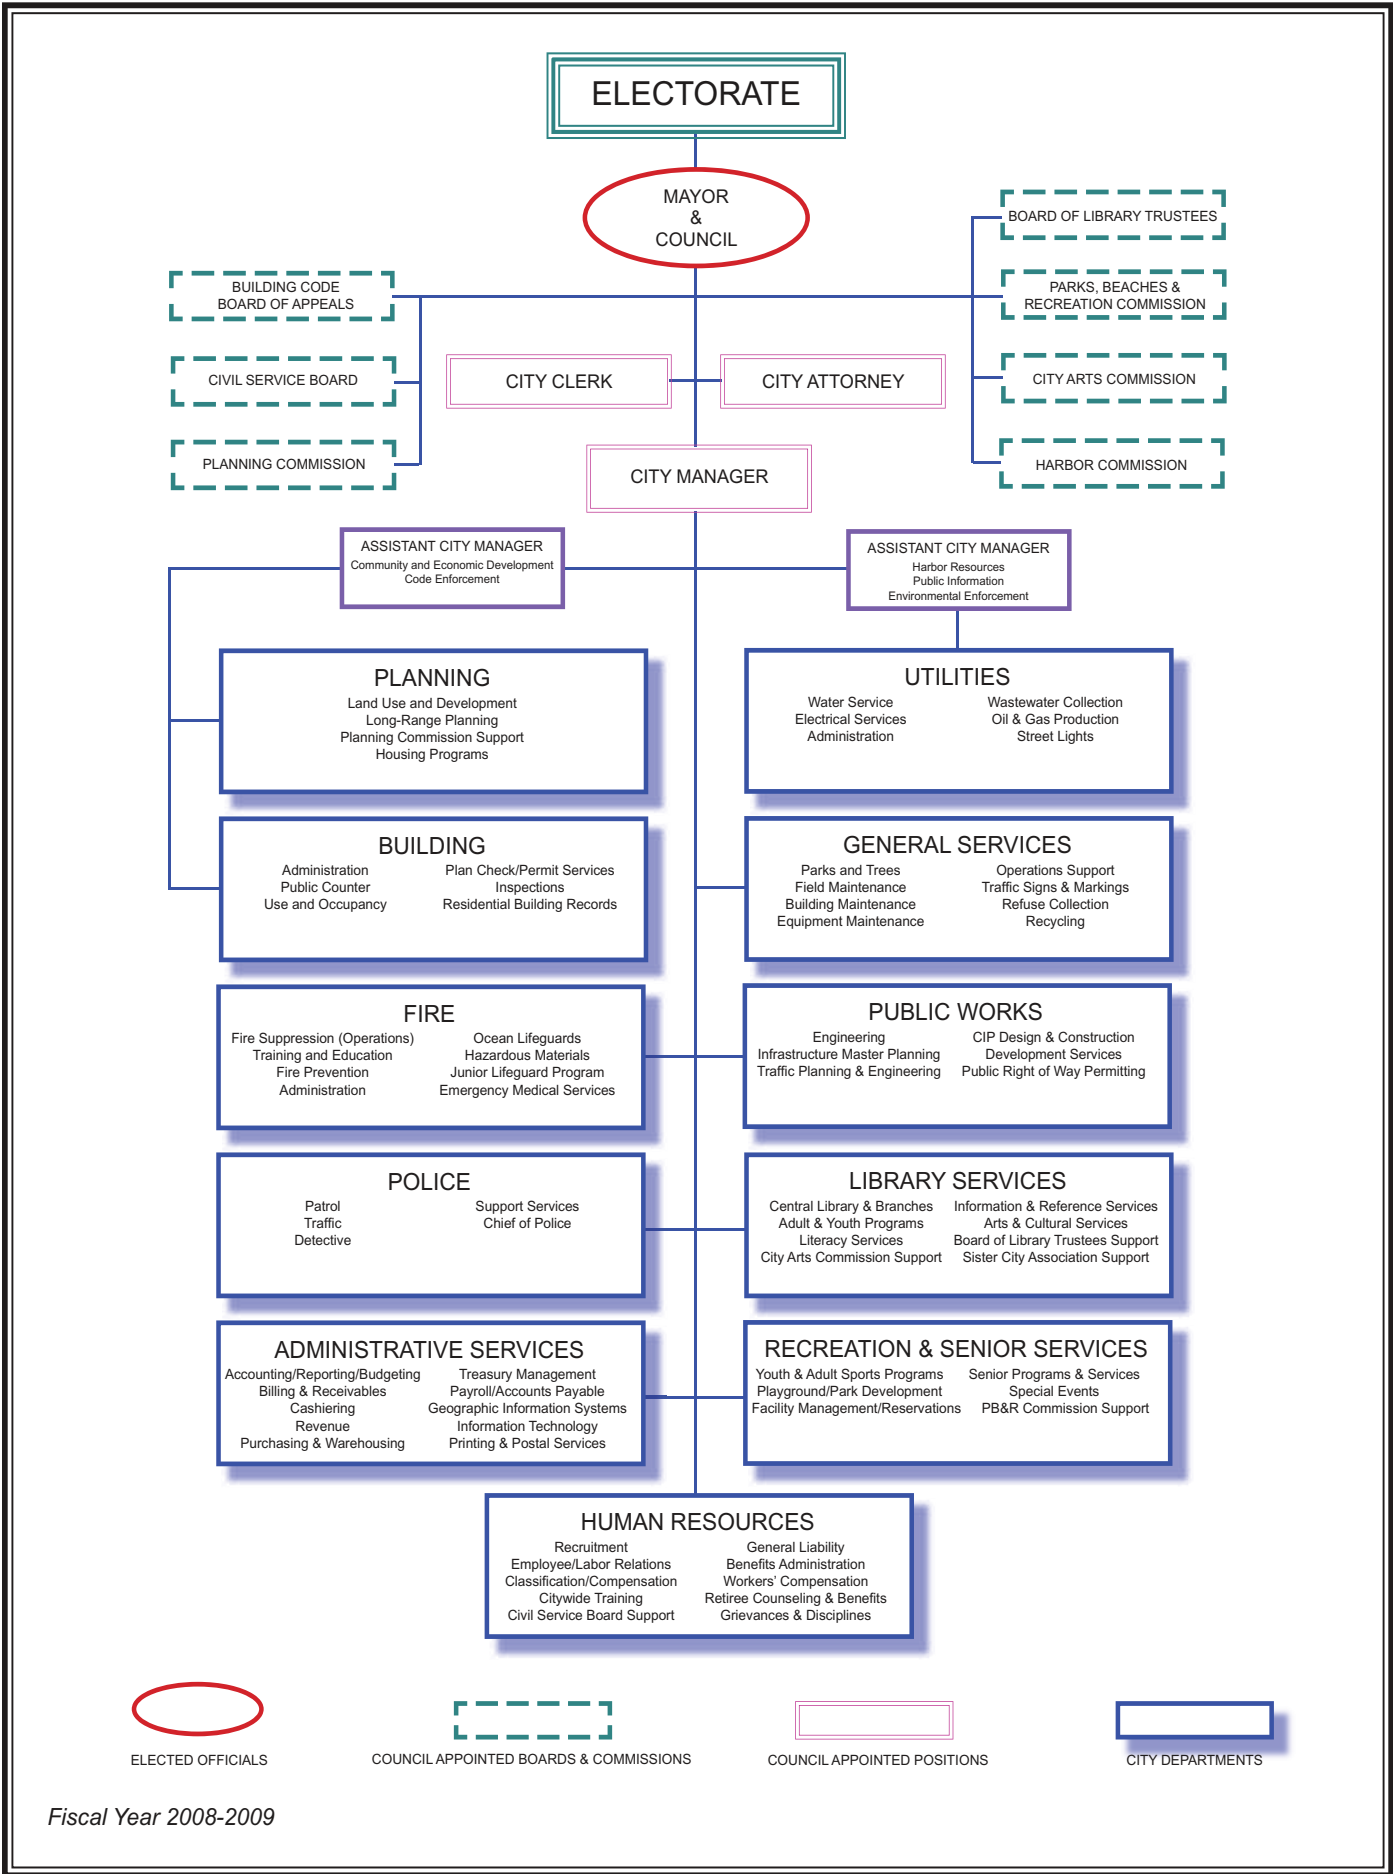 ELECTORATE
MAYOR
&
COUNCIL
BOARD OF LIBRARY TRUSTEES
BUILDING CODE
BOARD OF APPEALS
PARKS, BEACHES &
RECREATION COMMISSION
CIVIL SERVICE BOARD
CITY CLERK
CITY ATTORNEY
CITY ARTS COMMISSION
PLANNING COMMISSION
CITY MANAGER
HARBOR COMMISSION
ASSISTANT CITY MANAGER
Community and Economic Development
Code Enforcement
ASSISTANT CITY MANAGER
Harbor Resources
Public Information
Environmental Enforcement
PLANNING
Land Use and Development
Long-Range Planning
Planning Commission Support
Housing Programs
UTILITIES
Water Service
Electrical Services
Administration
Wastewater Collection
Oil & Gas Production
Street Lights
BUILDING
Administration
Public Counter
Use and Occupancy
Plan Check/Permit Services
Inspections
Residential Building Records
GENERAL SERVICES
Parks and Trees
Field Maintenance
Building Maintenance
Equipment Maintenance
Operations Support
Traffic Signs & Markings
Refuse Collection
Recycling
FIRE
Fire Suppression (Operations)
Training and Education
Fire Prevention
Administration
Ocean Lifeguards
Hazardous Materials
Junior Lifeguard Program
Emergency Medical Services
PUBLIC WORKS
Engineering
Infrastructure Master Planning
Traffic Planning & Engineering
CIP Design & Construction
Development Services
Public Right of Way Permitting
POLICE
Patrol
Traffic
Detective
Support Services
Chief of Police
LIBRARY SERVICES
Central Library & Branches
Adult & Youth Programs
Literacy Services
City Arts Commission Support
Information & Reference Services
Arts & Cultural Services
Board of Library Trustees Support
Sister City Association Support
ADMINISTRATIVE SERVICES
Accounting/Reporting/Budgeting
Billing & Receivables
Cashiering
Revenue
Purchasing & Warehousing
Treasury Management
Payroll/Accounts Payable
Geographic Information Systems
Information Technology
Printing & Postal Services
RECREATION & SENIOR SERVICES
Youth & Adult Sports Programs
Playground/Park Development
Facility Management/Reservations
Senior Programs & Services
Special Events
PB&R Commission Support
HUMAN RESOURCES
Recruitment
Employee/Labor Relations
Classification/Compensation
Citywide Training
Civil Service Board Support
General Liability
Benefits Administration
Workers' Compensation
Retiree Counseling & Benefits
Grievances & Disciplines
ELECTED OFFICIALS
COUNCIL APPOINTED BOARDS & COMMISSIONS
COUNCIL APPOINTED POSITIONS
CITY DEPARTMENTS
Fiscal Year 2008-2009